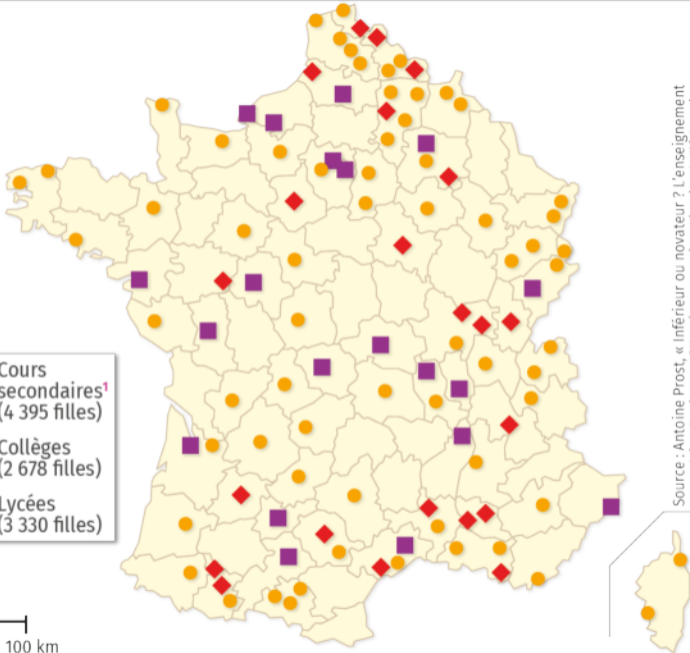 Cours
secondaires¹
(4 395 filles)
Collèges
(2 678 filles)
Lycées
(3 330 filles)
100 km
Source : Antoine Prost, « Inférieur ou novateur ? L'enseignement